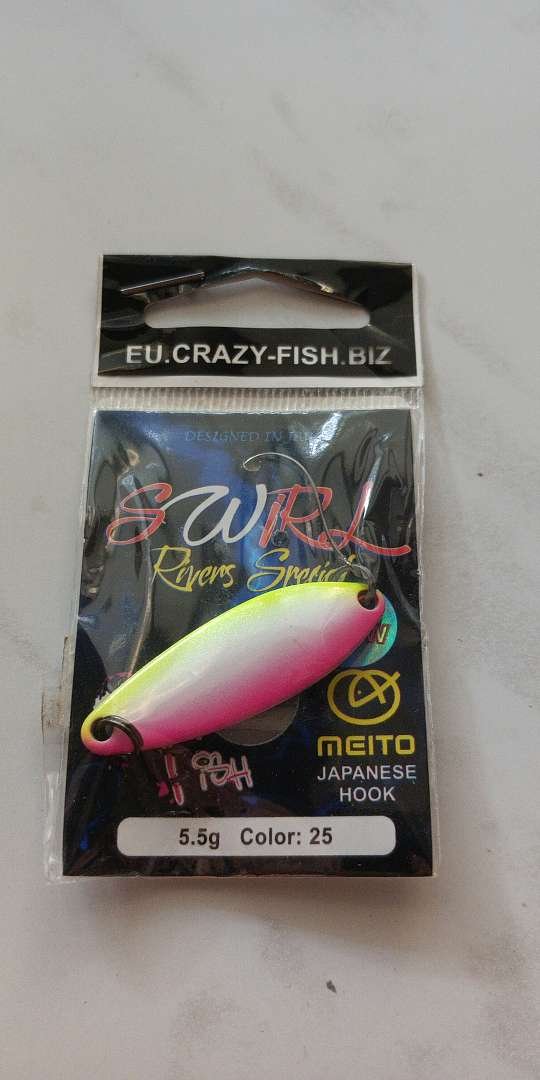 EU.CRAZY-FISH.BIZ
DESIGNED IN
SWIRL
Rivers Special
MEITO
JAPANESE
HOOK
FISH
5.5g Color: 25